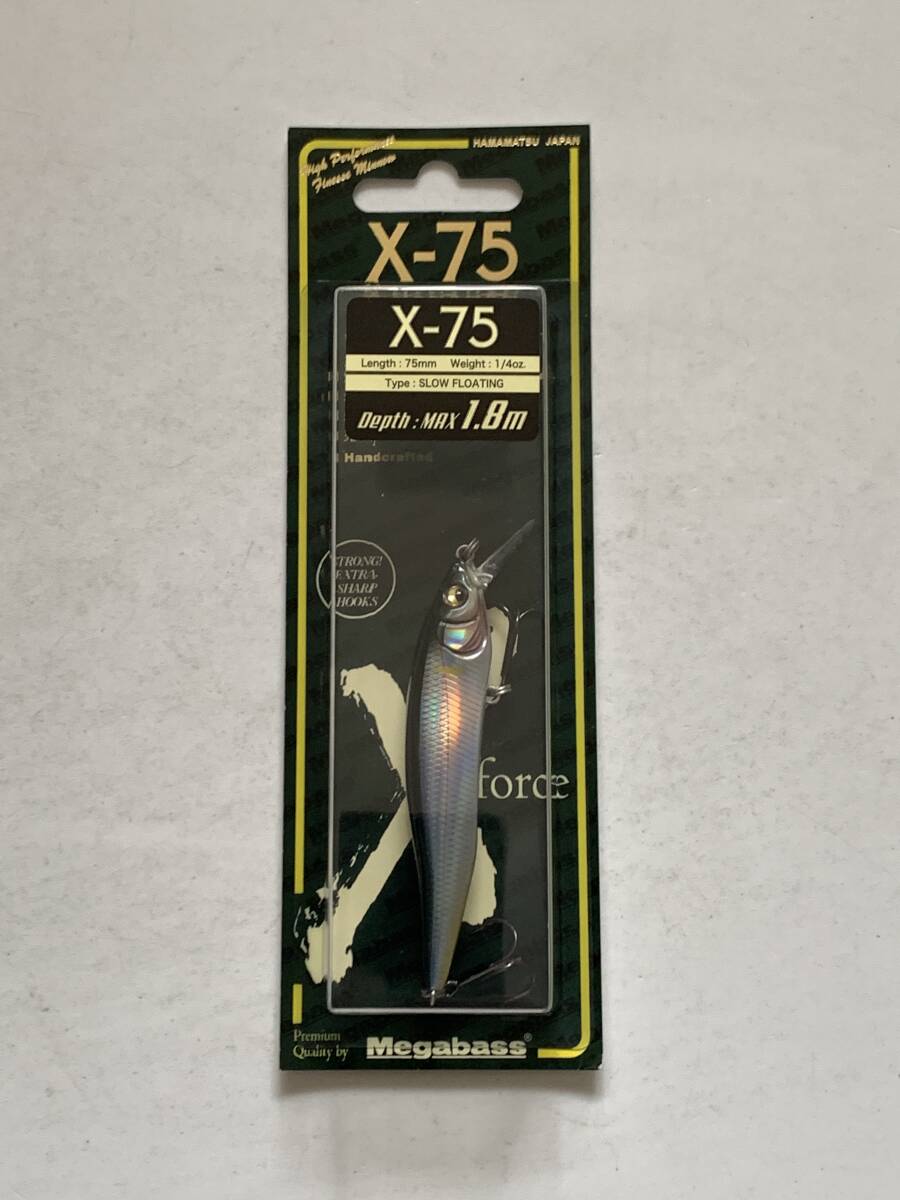 High Performance
Finesse Minnow
HAMAMATSU JAPAN
Megabass
X-75
X-75
Length : 75mm Weight : 1/4oz.
Type : SLOW FLOATING
Depth : MAX 1.8m
Handcrafted
STRONG!
EXTRA-
SHARP
HOOKS
X
force
Premium
Quality by
Megabass®